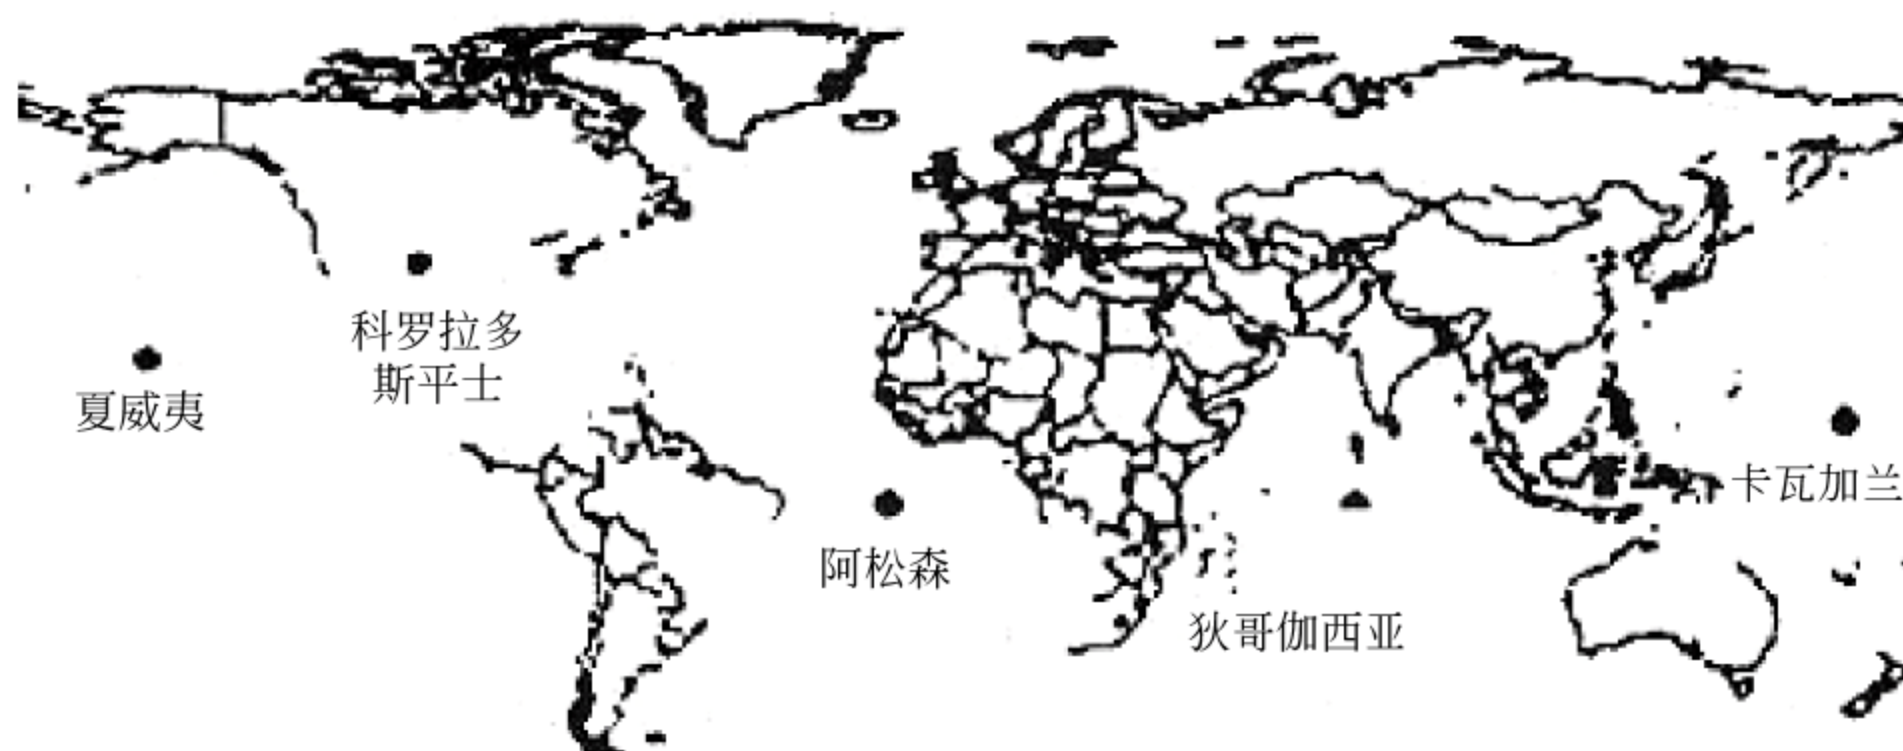 科罗拉多
斯平士
夏威夷
卡瓦加兰
阿松森
狄哥伽西亚